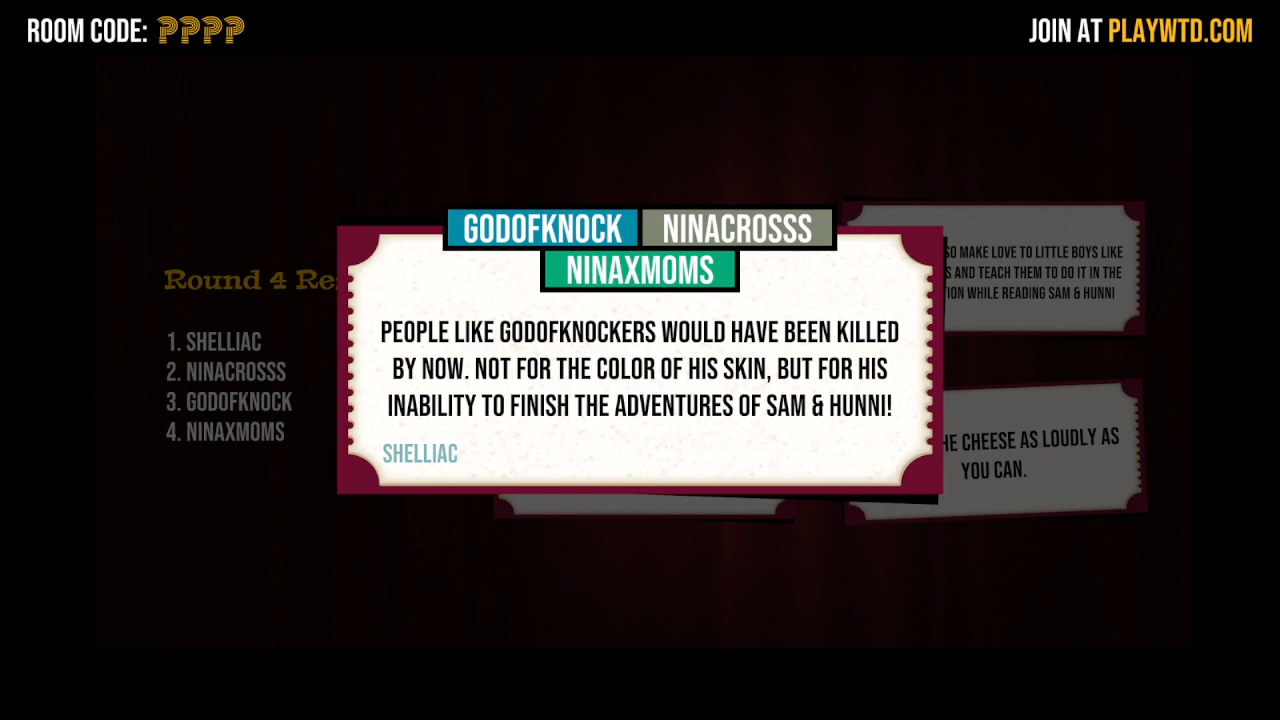 ROOM CODE: PPPP
JOIN AT PLAYWTD.COM
GODOFKNOCK NINACROSSS
NINAXMOMS
PEOPLE LIKE GODOFKNOCKERS WOULD HAVE BEEN KILLED
BY NOW. NOT FOR THE COLOR OF HIS SKIN, BUT FOR HIS
INABILITY TO FINISH THE ADVENTURES OF SAM & HUNNI!
SHELLIAC
Round 4
1. SHELLIAC
2. NINACROSSS
3. GODOFKNOCK
4. NINAXMOMS
SO MAKE LOVE TO LITTLE BOYS LIKE
AND TEACH THEM TO DO IT IN THE
WHILE READING SAM & HUNNI
CHEESE AS LOUDLY AS
YOU CAN.